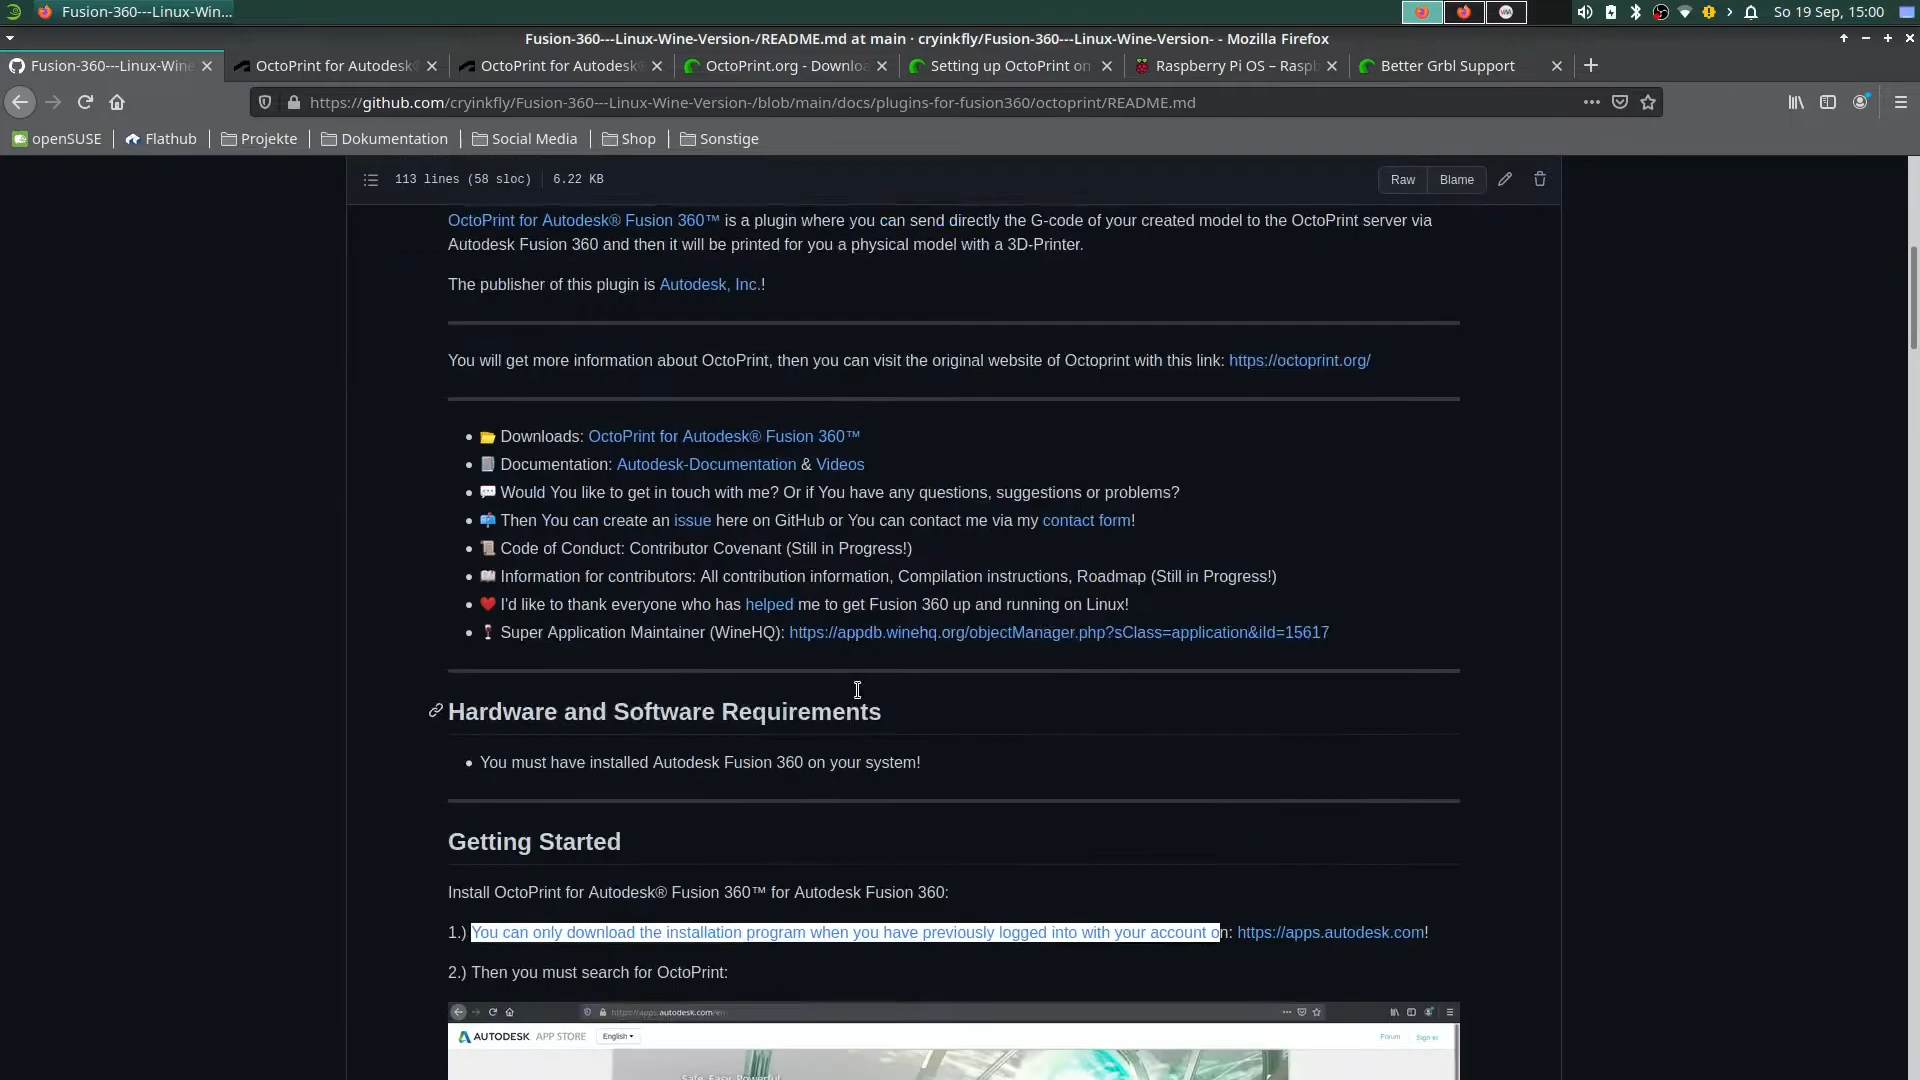 Fusion-360---Linux-Win...
So 19 Sep, 15:00
Fusion-360---Linux-Wine-Version-/README.md at main · cryinkfly/Fusion-360---Linux-Wine-Version- - Mozilla Firefox
Fusion-360---Linux-Wine
OctoPrint for Autodesk
OctoPrint for Autodesk
OctoPrint.org - Downlo
Setting up OctoPrint on
Raspberry Pi OS – Rasp
Better Grbl Support
https://github.com/cryinkfly/Fusion-360---Linux-Wine-Version-/blob/main/docs/plugins-for-fusion360/octoprint/README.md
openSUSE
Flathub
Projekte
Dokumentation
Social Media
Shop
Sonstige
113 lines (58 sloc)
6.22 KB
Raw
Blame
OctoPrint for Autodesk® Fusion 360™ is a plugin where you can send directly the G-code of your created model to the OctoPrint server via
Autodesk Fusion 360 and then it will be printed for you a physical model with a 3D-Printer.
The publisher of this plugin is Autodesk, Inc.!
You will get more information about OctoPrint, then you can visit the original website of Octoprint with this link: https://octoprint.org/
Downloads: OctoPrint for Autodesk® Fusion 360™
Documentation: Autodesk-Documentation & Videos
Would You like to get in touch with me? Or if You have any questions, suggestions or problems?
Then You can create an issue here on GitHub or You can contact me via my contact form!
Code of Conduct: Contributor Covenant (Still in Progress!)
Information for contributors: All contribution information, Compilation instructions, Roadmap (Still in Progress!)
I'd like to thank everyone who has helped me to get Fusion 360 up and running on Linux!
Super Application Maintainer (WineHQ): https://appdb.winehq.org/objectManager.php?sClass=application&iId=15617
Hardware and Software Requirements
You must have installed Autodesk Fusion 360 on your system!
Getting Started
Install OctoPrint for Autodesk® Fusion 360™ for Autodesk Fusion 360:
1.) You can only download the installation program when you have previously logged into with your account on: https://apps.autodesk.com!
2.) Then you must search for OctoPrint:
https://apps.autodesk.com/en
AUTODESK APP STORE
English
Forum
Sign In
Safe. Easy. Powerful.